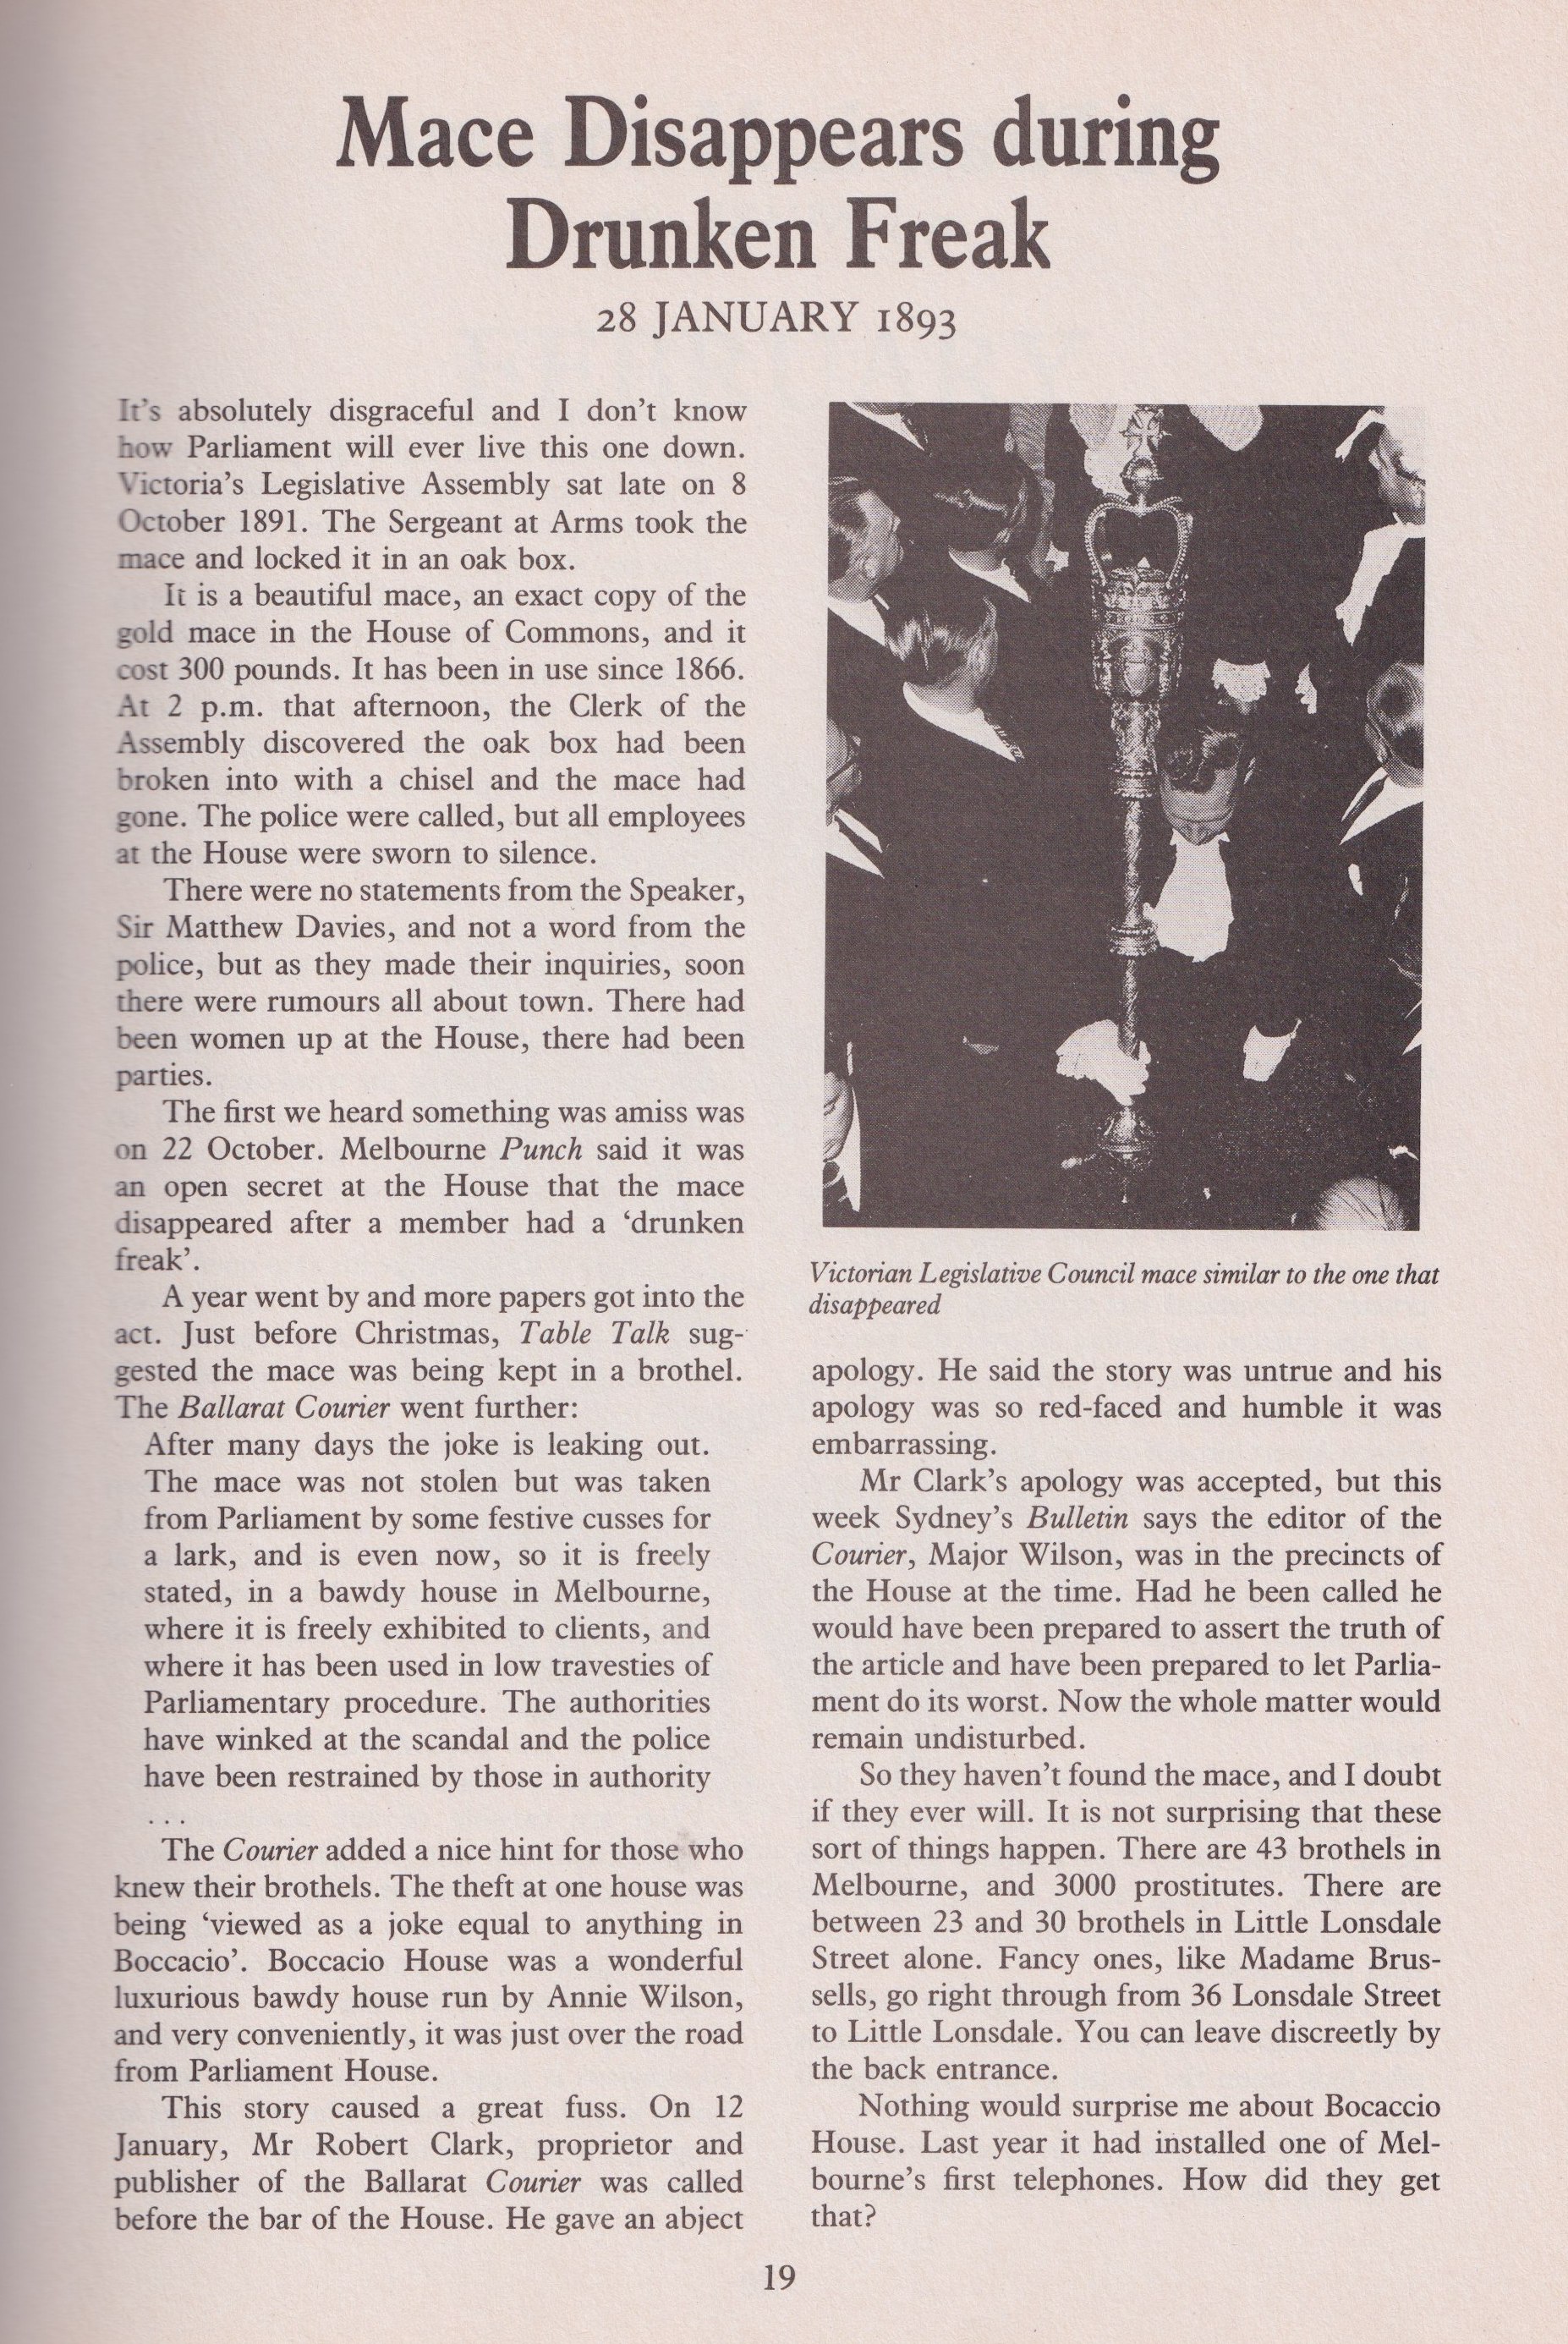 Mace Disappears during
Drunken Freak
28 JANUARY 1893
It's absolutely disgraceful and I don't know
how Parliament will ever live this one down.
Victoria's Legislative Assembly sat late on 8
October 1891. The Sergeant at Arms took the
mace and locked it in an oak box.
It is a beautiful mace, an exact copy of the
gold mace in the House of Commons, and it
cost 300 pounds. It has been in use since 1866.
At 2 p.m. that afternoon, the Clerk of the
Assembly discovered the oak box had been
broken into with a chisel and the mace had
gone. The police were called, but all employees
at the House were sworn to silence.
There were no statements from the Speaker,
Sir Matthew Davies, and not a word from the
police, but as they made their inquiries, soon
there were rumours all about town. There had
been women up at the House, there had been
parties.
The first we heard something was amiss was
on 22 October. Melbourne Punch said it was
an open secret at the House that the mace
disappeared after a member had a 'drunken
freak'.
A year went by and more papers got into the
act. Just before Christmas, Table Talk sug-
gested the mace was being kept in a brothel.
The Ballarat Courier went further:
After many days the joke is leaking out.
The mace was not stolen but was taken
from Parliament by some festive cusses for
a lark, and is even now, so it is freely
stated, in a bawdy house in Melbourne,
where it is freely exhibited to clients, and
where it has been used in low travesties of
Parliamentary procedure. The authorities
have winked at the scandal and the police
have been restrained by those in authority
. . .
The Courier added a nice hint for those who
knew their brothels. The theft at one house was
being 'viewed as a joke equal to anything in
Boccacio'. Boccacio House was a wonderful
luxurious bawdy house run by Annie Wilson,
and very conveniently, it was just over the road
from Parliament House.
This story caused a great fuss. On 12
January, Mr Robert Clark, proprietor and
publisher of the Ballarat Courier was called
before the bar of the House. He gave an abject
Victorian Legislative Council mace similar to the one that
disappeared
apology. He said the story was untrue and his
apology was so red-faced and humble it was
embarrassing.
Mr Clark's apology was accepted, but this
week Sydney's Bulletin says the editor of the
Courier, Major Wilson, was in the precincts of
the House at the time. Had he been called he
would have been prepared to assert the truth of
the article and have been prepared to let Parlia-
ment do its worst. Now the whole matter would
remain undisturbed.
So they haven't found the mace, and I doubt
if they ever will. It is not surprising that these
sort of things happen. There are 43 brothels in
Melbourne, and 3000 prostitutes. There are
between 23 and 30 brothels in Little Lonsdale
Street alone. Fancy ones, like Madame Brus-
sells, go right through from 36 Lonsdale Street
to Little Lonsdale. You can leave discreetly by
the back entrance.
Nothing would surprise me about Bocaccio
House. Last year it had installed one of Mel-
bourne's first telephones. How did they get
that?
19